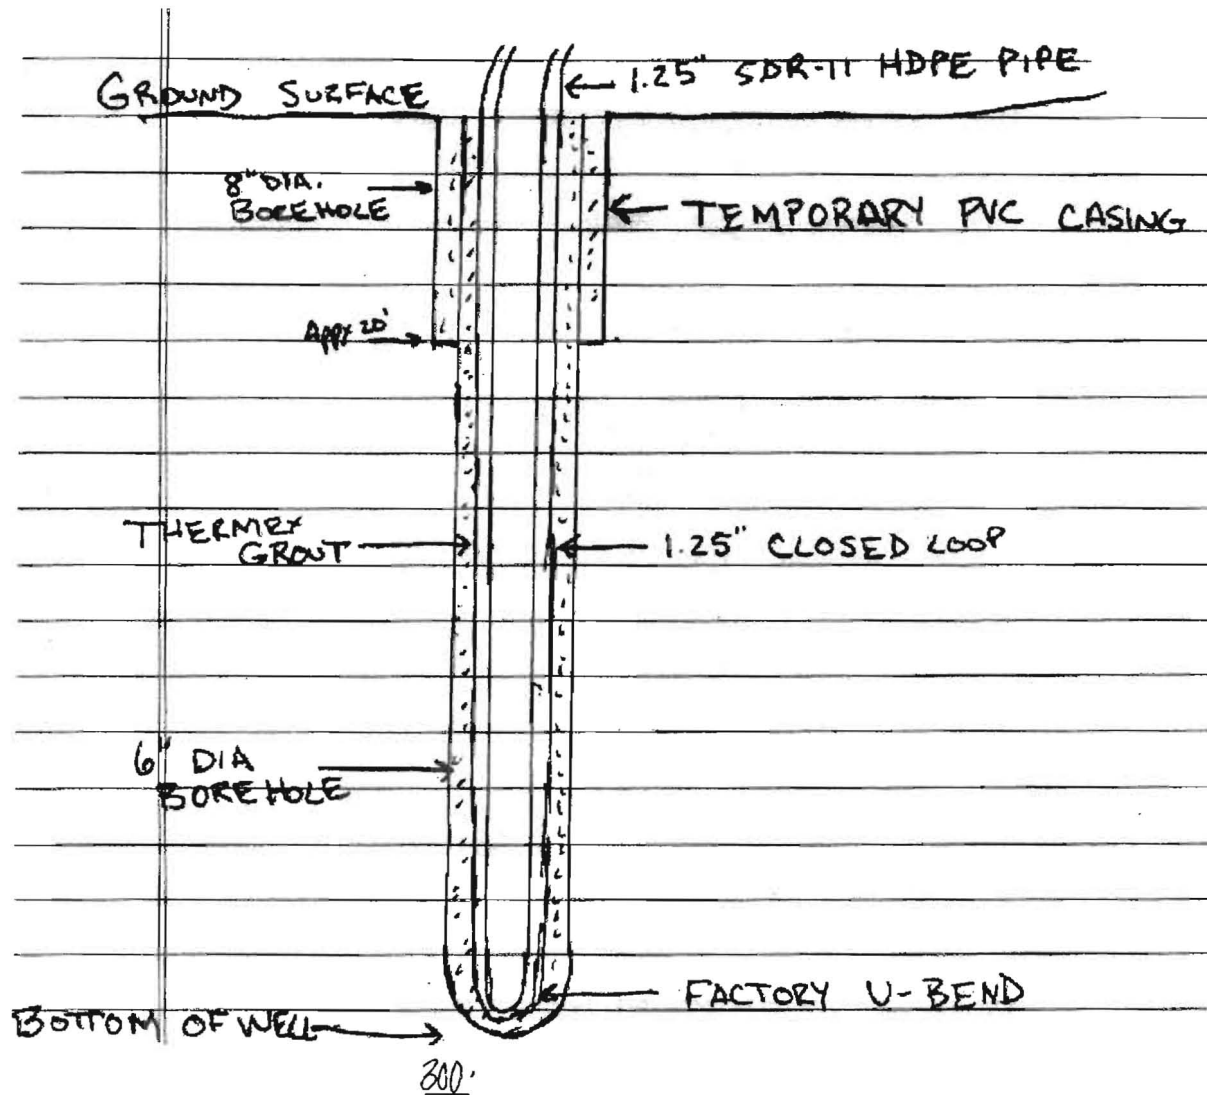 1.25" SDR-11 HDPE PIPE
GROUND SURFACE
8" DIA.
BOREHOLE
TEMPORARY PVC CASING
Appx 20'
THERMEX
GROUT
1.25" CLOSED LOOP
6" DIA
BOREHOLE
FACTORY U-BEND
BOTTOM OF WELL
300'